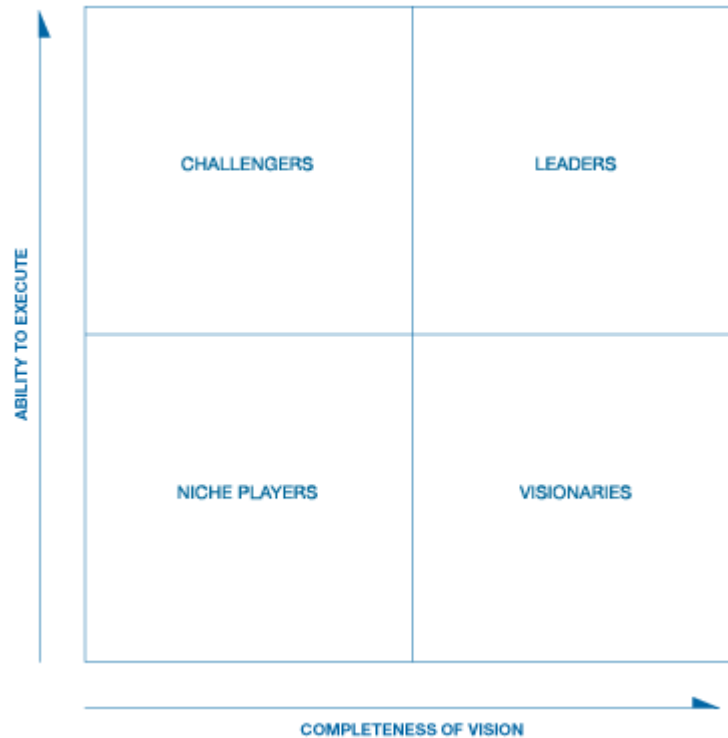 CHALLENGERS
LEADERS
ABILITY TO EXECUTE
NICHE PLAYERS
VISIONARIES
COMPLETENESS OF VISION